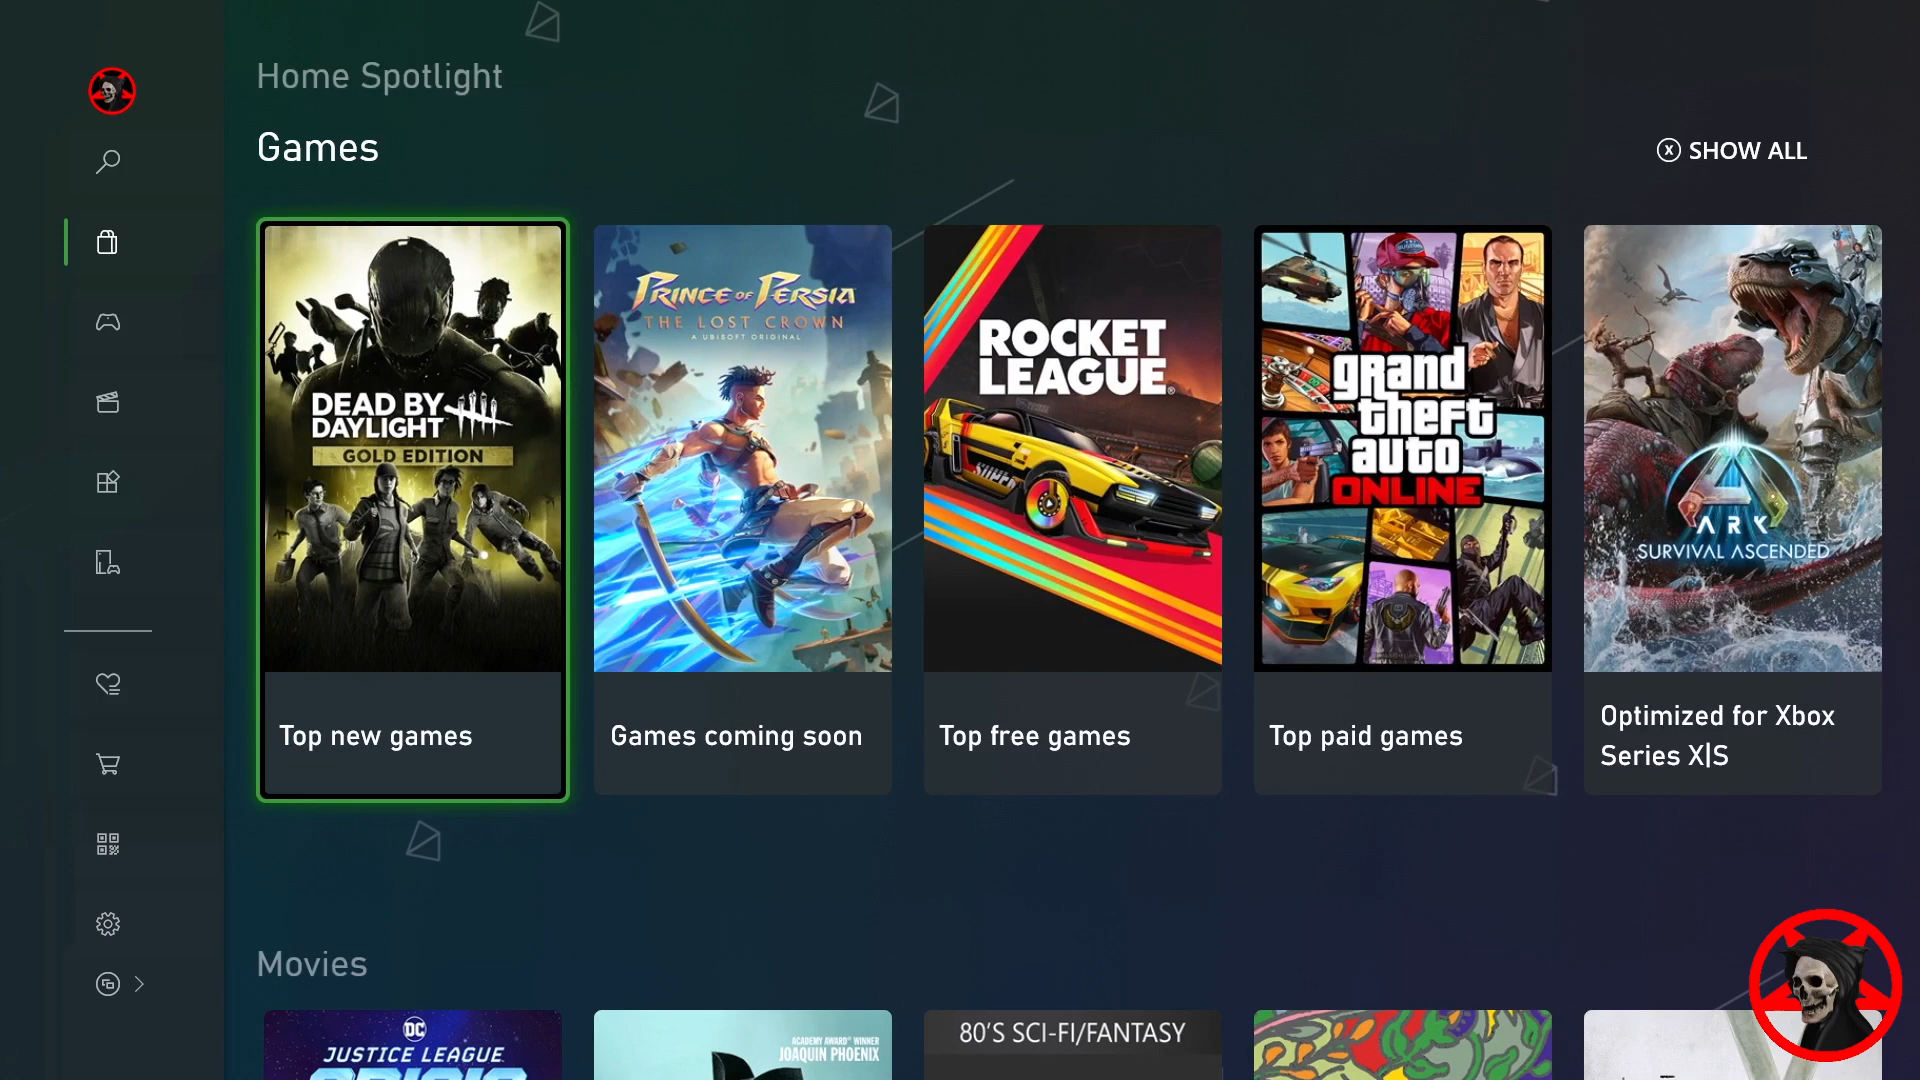 Home Spotlight
Games
X SHOW ALL
DEAD BY
DAYLIGHT
GOLD EDITION
Top new games
PRINCE OF PERSIA
THE LOST CROWN
A UBISOFT ORIGINAL
Games coming soon
ROCKET
LEAGUE®
Top free games
grand
theft
auto
ONLINE
Top paid games
ARK
SURVIVAL ASCENDED
Optimized for Xbox
Series X|S
Movies
DC
JUSTICE LEAGUE
CRISIS
ACADEMY AWARD® WINNER
JOAQUIN PHOENIX
80'S SCI-FI/FANTASY